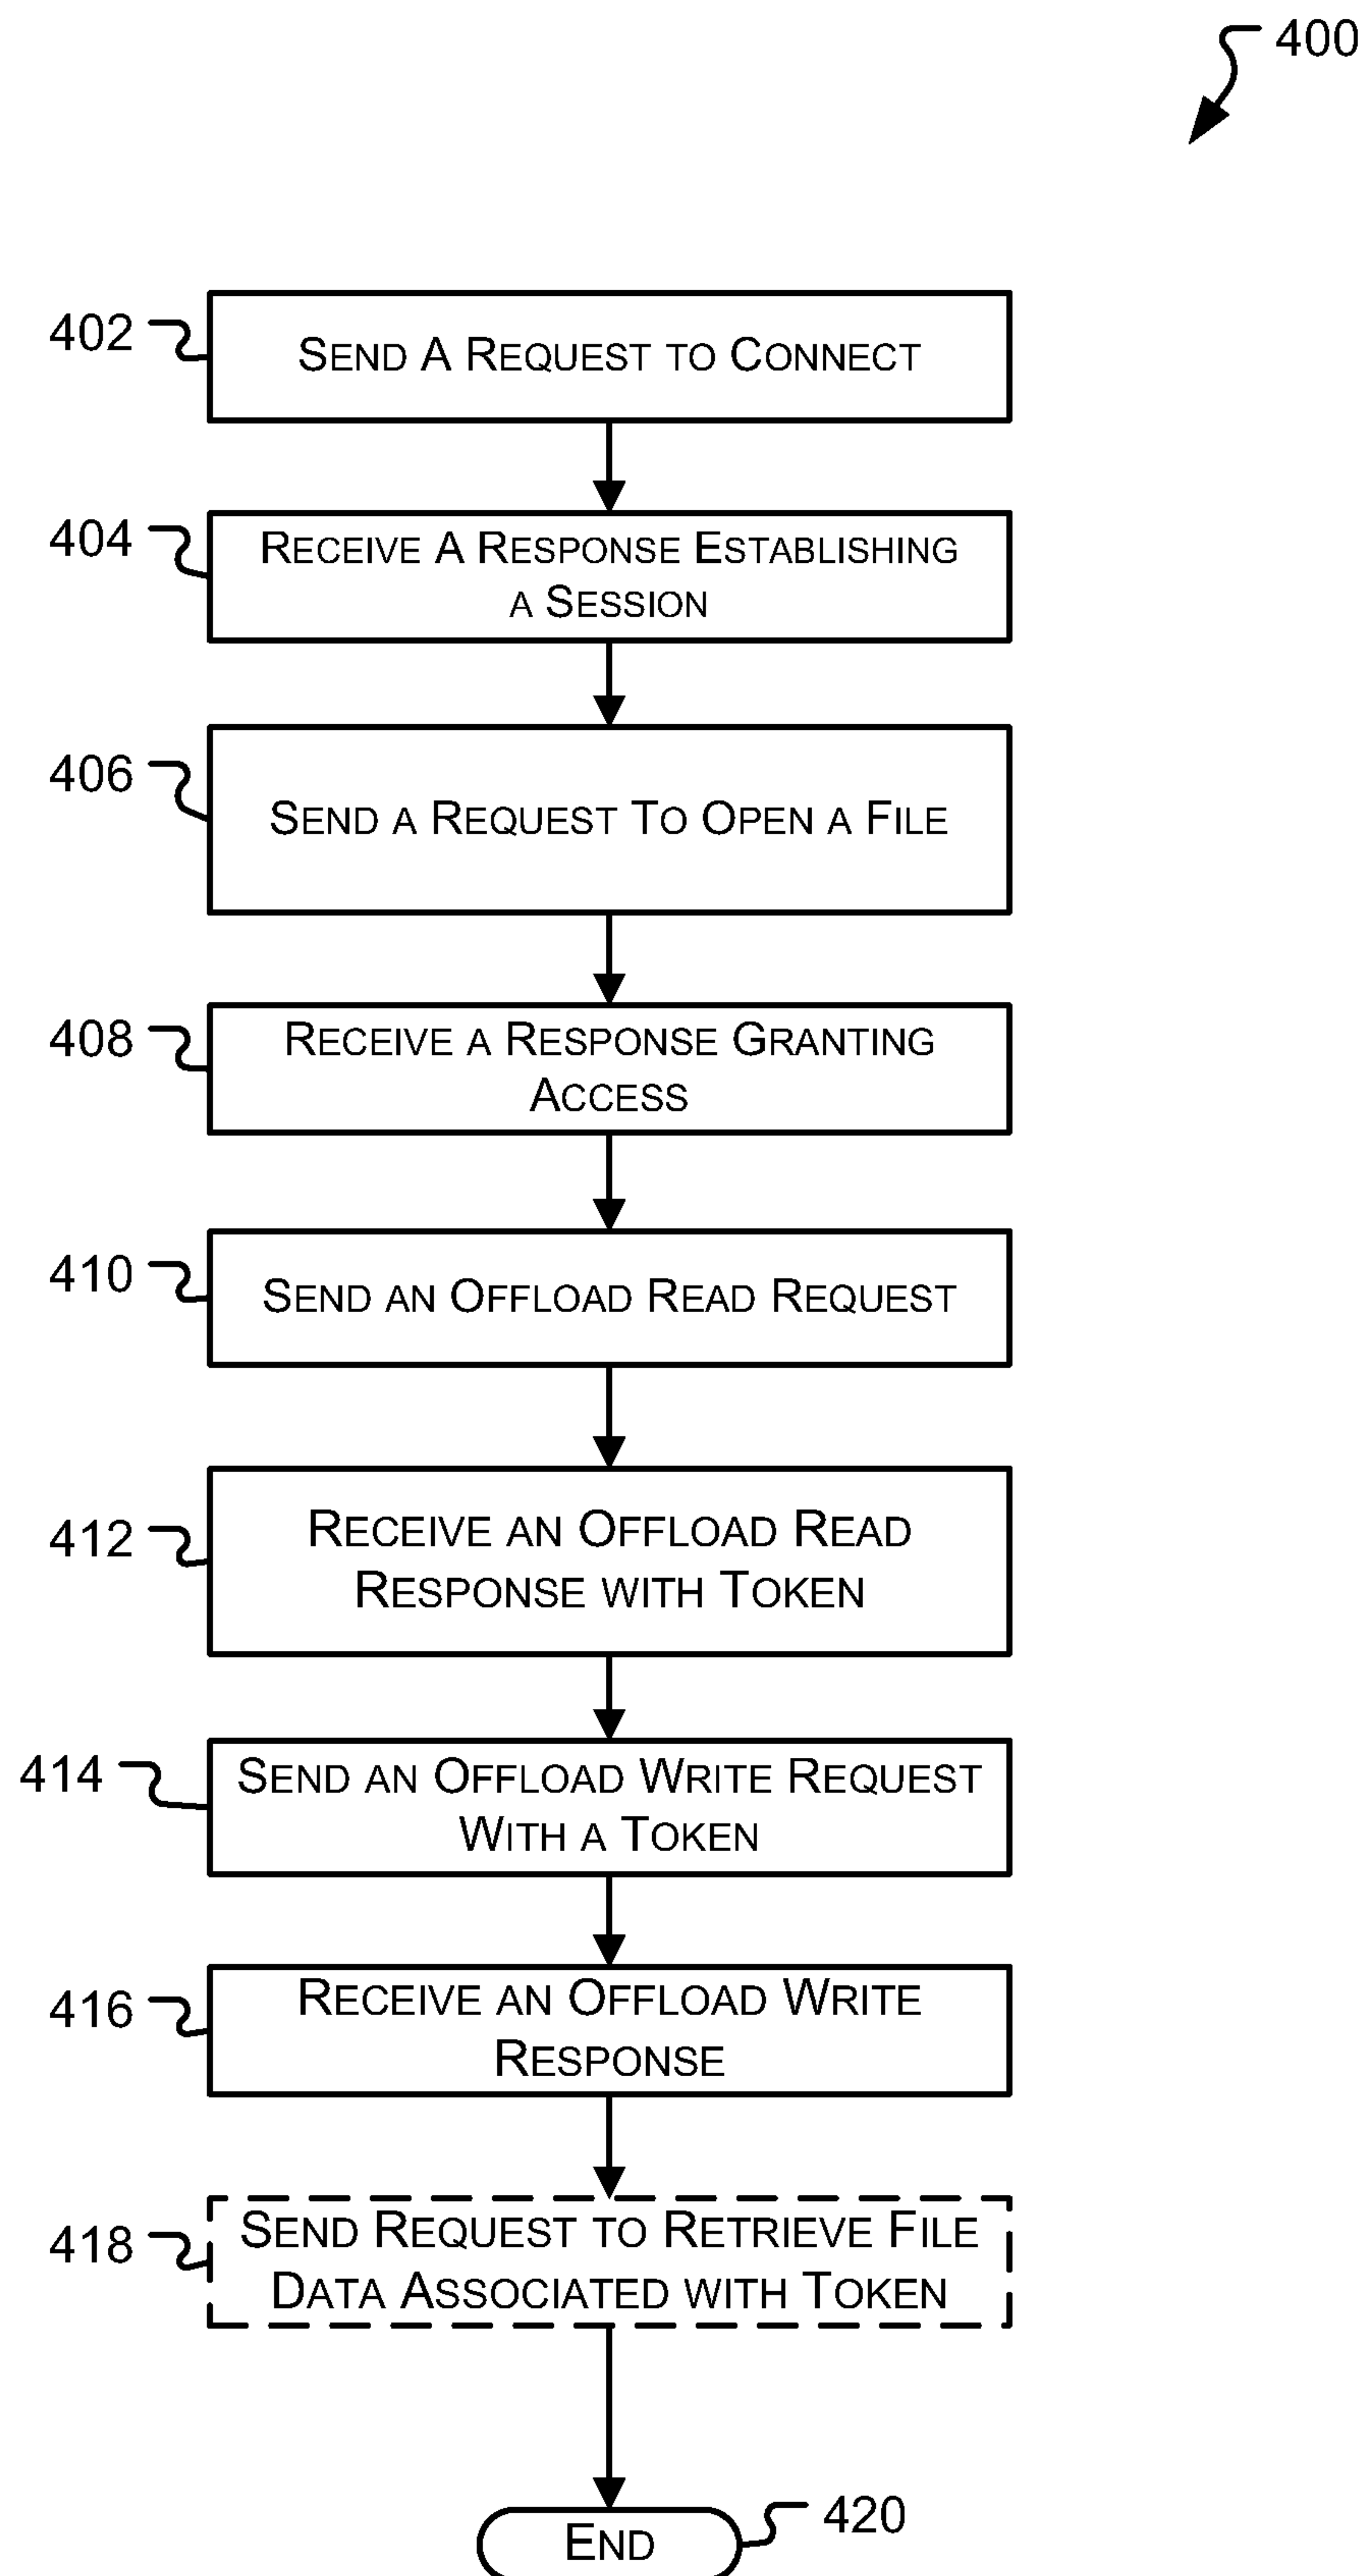 400
402
SEND A REQUEST TO CONNECT
404
RECEIVE A RESPONSE ESTABLISHING
A SESSION
406
SEND A REQUEST TO OPEN A FILE
408
RECEIVE A RESPONSE GRANTING
ACCESS
410
SEND AN OFFLOAD READ REQUEST
412
RECEIVE AN OFFLOAD READ
RESPONSE WITH TOKEN
414
SEND AN OFFLOAD WRITE REQUEST
WITH A TOKEN
416
RECEIVE AN OFFLOAD WRITE
RESPONSE
418
SEND REQUEST TO RETRIEVE FILE
DATA ASSOCIATED WITH TOKEN
END
420